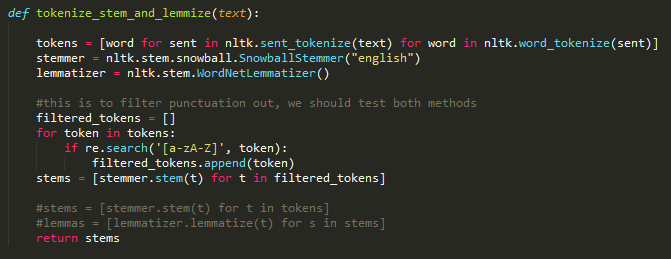 def tokenize_stem_and_lemmize(text):
tokens = [word for sent in nltk.sent_tokenize(text) for word in nltk.word_tokenize(sent)]
stemmer = nltk.stem.snowball.SnowballStemmer("english")
lemmatizer = nltk.stem.WordNetLemmatizer()
#this is to filter punctuation out, we should test both methods
filtered_tokens = []
for token in tokens:
if re.search('[a-zA-Z]', token):
filtered_tokens.append(token)
stems = [stemmer.stem(t) for t in filtered_tokens]
#stems = [stemmer.stem(t) for t in tokens]
#lemmas = [lemmatizer.lemmatize(t) for s in stems]
return stems